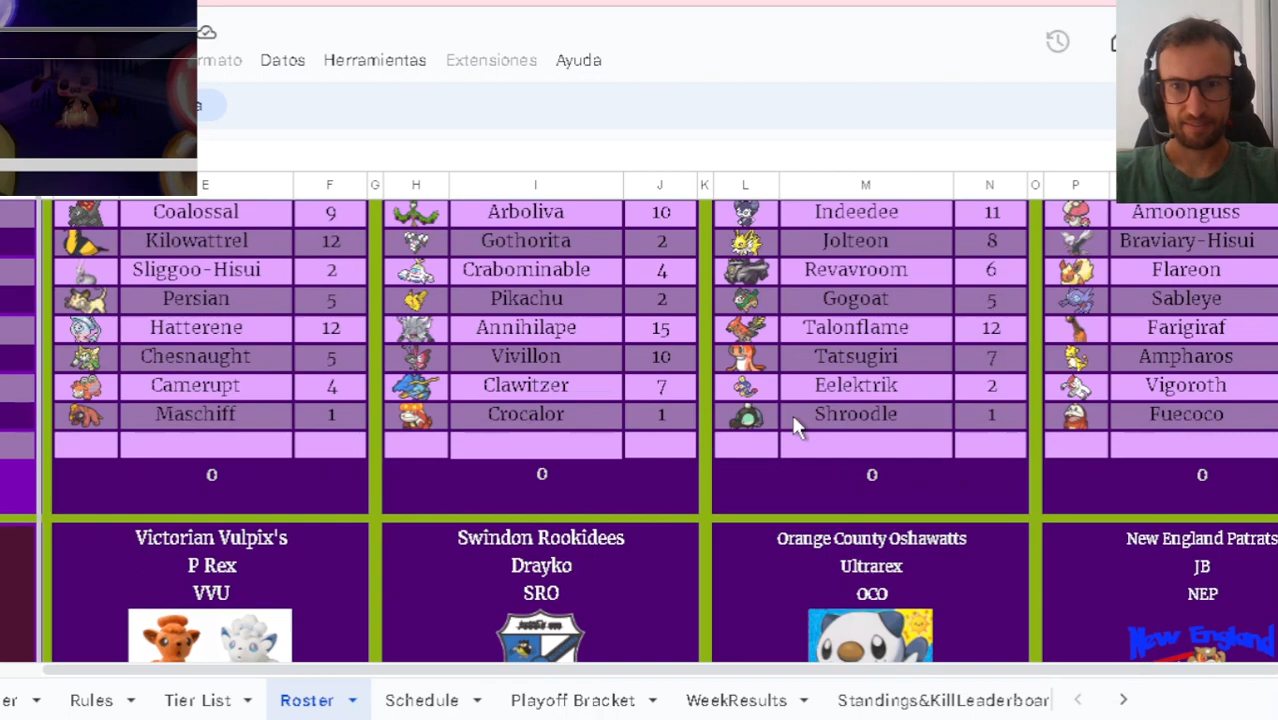 rmato Datos Herramientas Extensiones Ayuda
a
E F G H I J K L M N O P
Coalossal 9 Arboliva 10 Indeedee 11 Amoonguss
Kilowattrel 12 Gothorita 2 Jolteon 8 Braviary-Hisui
Sliggoo-Hisui 2 Crabominable 4 Revavroom 6 Flareon
Persian 5 Pikachu 2 Gogoat 5 Sableye
Hatterene 12 Annihilape 15 Talonflame 12 Farigiraf
Chesnaught 5 Vivillon 10 Tatsugiri 7 Ampharos
Camerupt 4 Clawitzer 7 Eelektrik 2 Vigoroth
Maschiff 1 Crocalor 1 Shroodle 1 Fuecoco
0 0 0 0
Victorian Vulpix's Swindon Rookidees Orange County Oshawatts New England Patrats
P Rex Drayko Ultrarex JB
VVU SRO OCO NEP
New England
er Rules Tier List Roster Schedule Playoff Bracket WeekResults Standings&KillLeaderboar